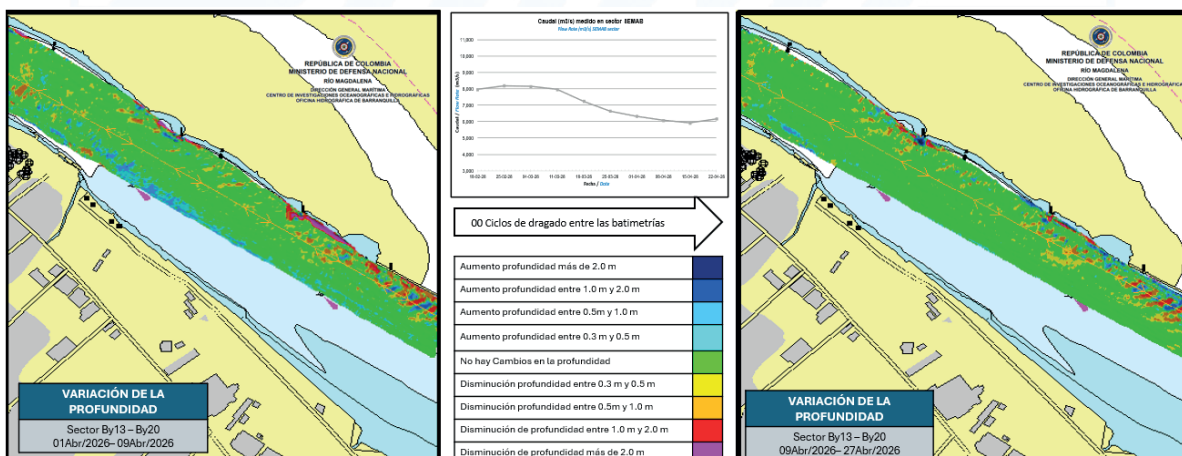 REPÚBLICA DE COLOMBIA
MINISTERIO DE DEFENSA NACIONAL
RÍO MAGDALENA
DIRECCIÓN GENERAL MARÍTIMA
CENTRO DE INVESTIGACIONES OCEANOGRÁFICAS E HIDROGRÁFICAS
OFICINA HIDROGRÁFICA DE BARRANQUILLA
VARIACIÓN DE LA
PROFUNDIDAD
Sector By13 – By20
01Abr/2026– 09Abr/2026
Caudal (m3/s) medido en sector
Flow Rate (m3/s) SEMAB sector
Caudal / Flow Rate (m3/s)
11,000
10,000
9,000
8,000
7,000
6,000
5,000
4,000
3,000
Fecha / Date
00 Ciclos de dragado entre las batimetrías
Aumento profundidad más de 2.0 m
Aumento profundidad entre 1.0 m y 2.0 m
Aumento profundidad entre 0.5m y 1.0 m
Aumento profundidad entre 0.3 m y 0.5 m
No hay Cambios en la profundidad
Disminución profundidad entre 0.3 m y 0.5 m
Disminución profundidad entre 0.5m y 1.0 m
Disminución de profundidad entre 1.0 m y 2.0 m
Disminución de profundidad más de 2.0 m
REPÚBLICA DE COLOMBIA
MINISTERIO DE DEFENSA NACIONAL
RÍO MAGDALENA
DIRECCIÓN GENERAL MARÍTIMA
CENTRO DE INVESTIGACIONES OCEANOGRÁFICAS E HIDROGRÁFICAS
OFICINA HIDROGRÁFICA DE BARRANQUILLA
VARIACIÓN DE LA
PROFUNDIDAD
Sector By13 – By20
09Abr/2026– 27Abr/2026